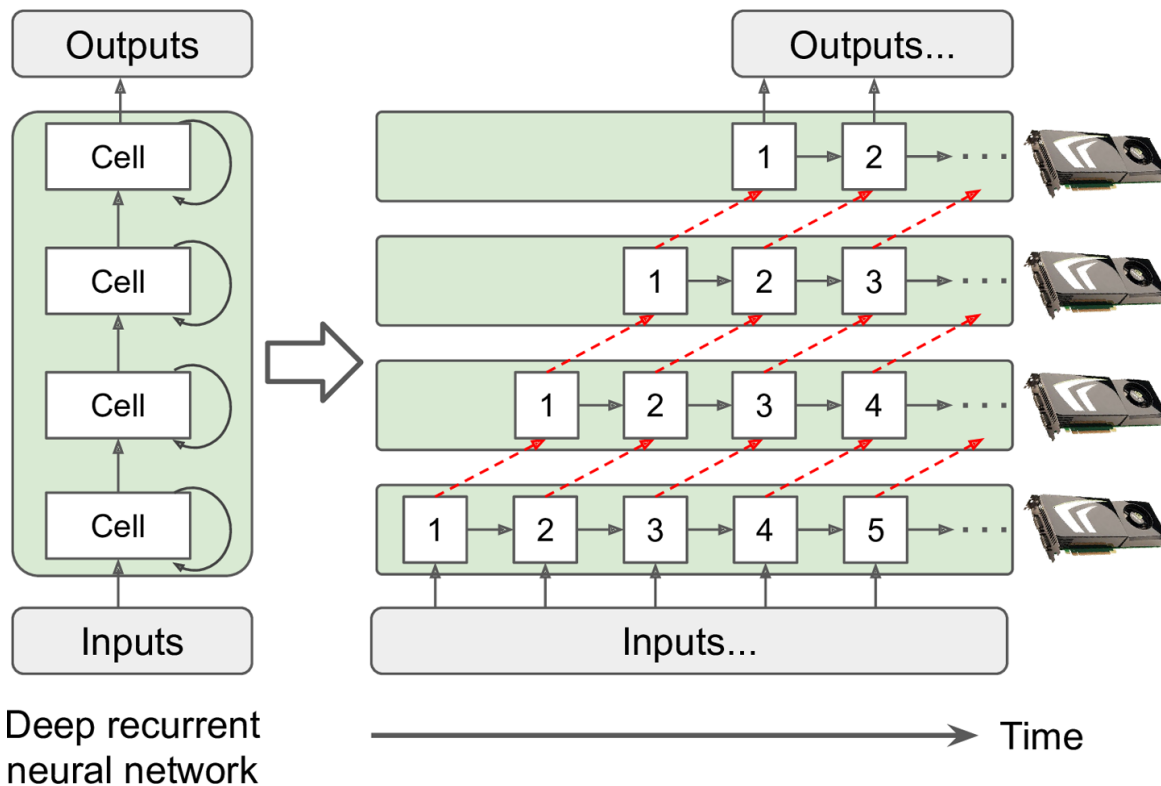 Outputs
Cell
Cell
Cell
Cell
Inputs
Deep recurrent
neural network
Outputs...
1 2 ...
1 2 3 ...
1 2 3 4 ...
1 2 3 4 5 ...
Inputs...
Time